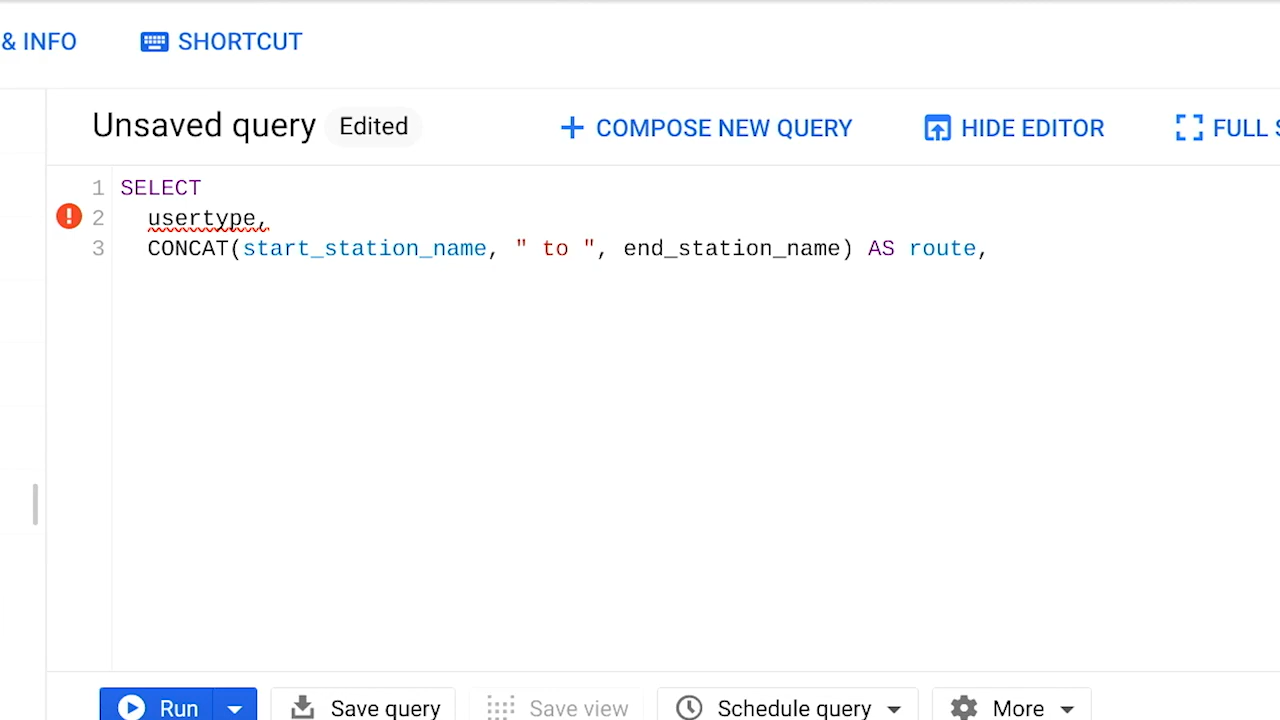 & INFO SHORTCUT
Unsaved query Edited COMPOSE NEW QUERY HIDE EDITOR FULL
1 SELECT
2 usertype,
3 CONCAT(start_station_name, " to ", end_station_name) AS route,
Run Save query Save view Schedule query More